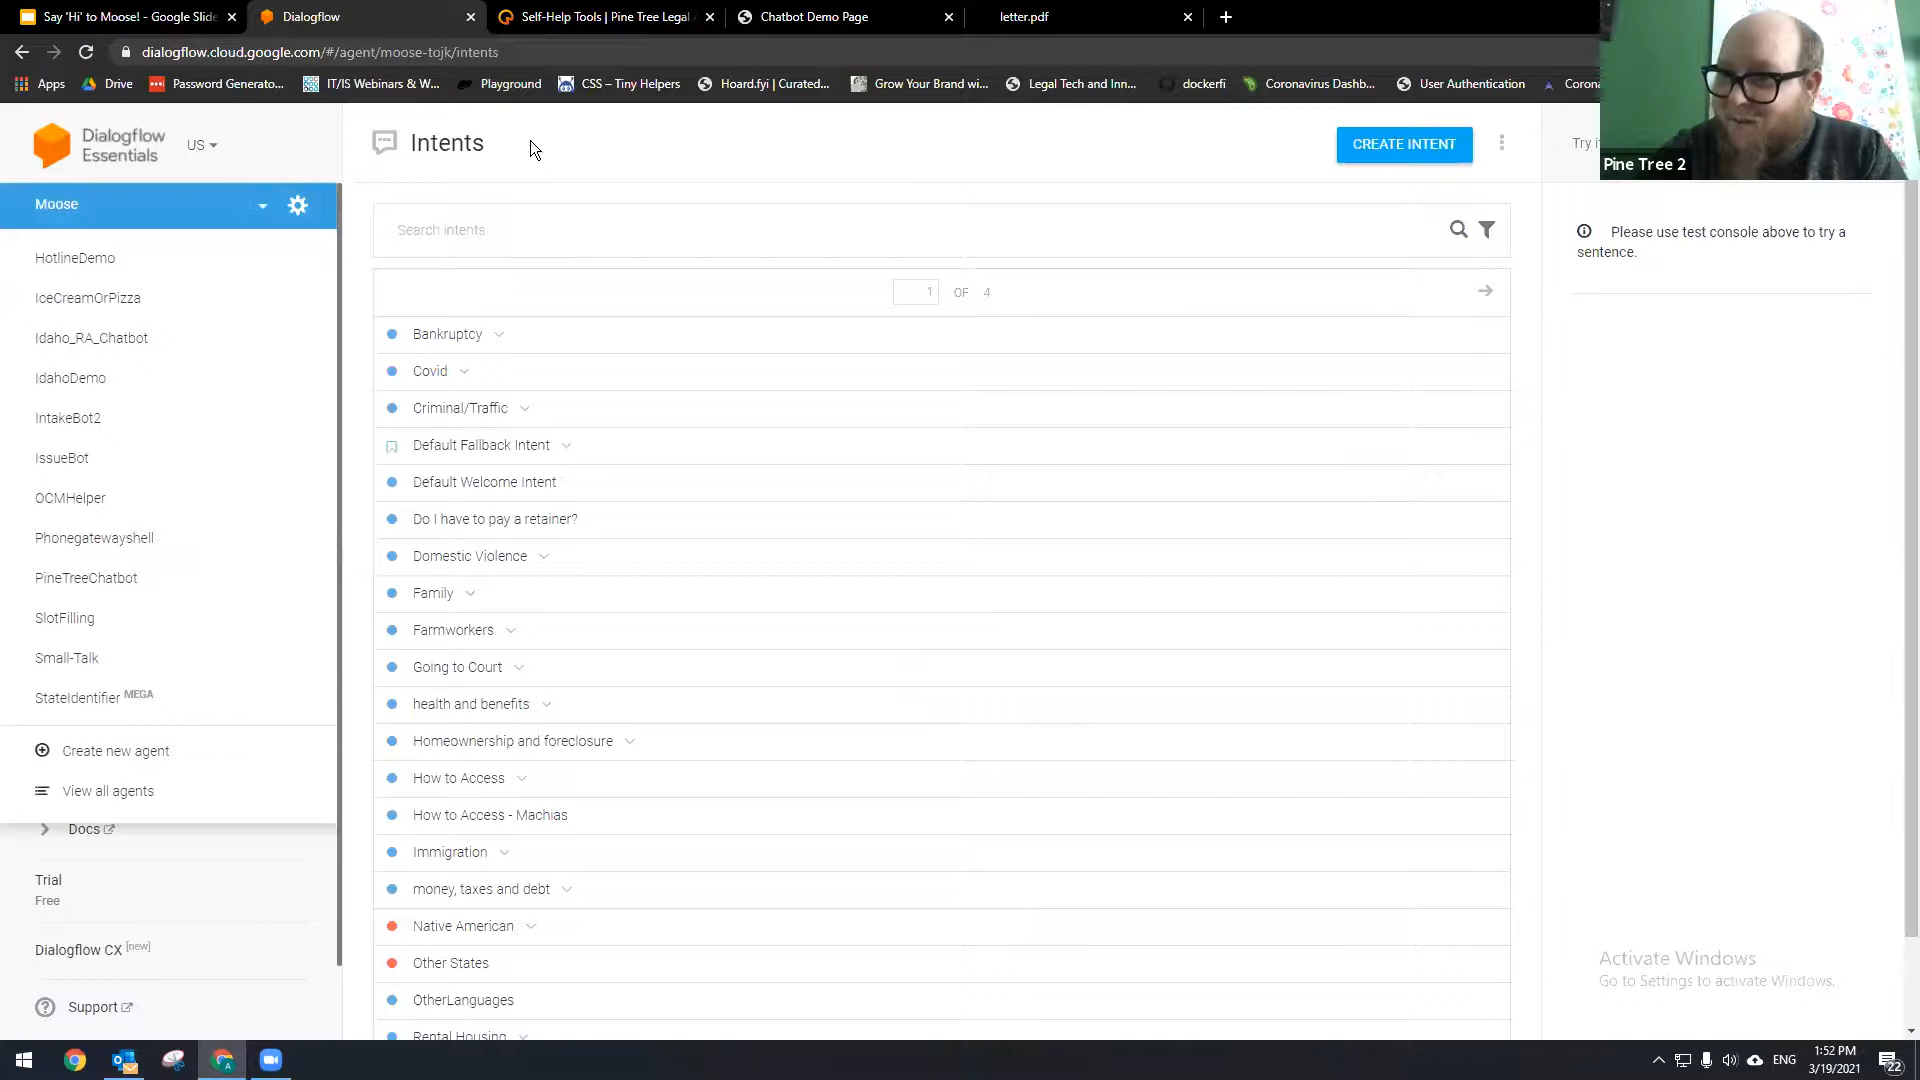 Say 'Hi' to Moose! - Google Slide
Dialogflow
Self-Help Tools | Pine Tree Legal
Chatbot Demo Page
letter.pdf
dialogflow.cloud.google.com/#/agent/moose-tojk/intents
Apps
Drive
Password Generato...
IT/IS Webinars & W...
Playground
CSS – Tiny Helpers
Hoard.fyi | Curated...
Grow Your Brand wi...
Legal Tech and Inn...
dockerfi
Coronavirus Dashb...
User Authentication
Corona
Pine Tree 2
Dialogflow
Essentials
US
Intents
CREATE INTENT
Try i
Moose
HotlineDemo
IceCreamOrPizza
Idaho_RA_Chatbot
IdahoDemo
IntakeBot2
IssueBot
OCMHelper
Phonegatewayshell
PineTreeChatbot
SlotFilling
Small-Talk
StateIdentifier MEGA
Create new agent
View all agents
Docs
Trial
Free
Dialogflow CX [new]
Support
Search intents
1 OF 4
Bankruptcy
Covid
Criminal/Traffic
Default Fallback Intent
Default Welcome Intent
Do I have to pay a retainer?
Domestic Violence
Family
Farmworkers
Going to Court
health and benefits
Homeownership and foreclosure
How to Access
How to Access - Machias
Immigration
money, taxes and debt
Native American
Other States
OtherLanguages
Rental Housing
Please use test console above to try a
sentence.
Activate Windows
Go to Settings to activate Windows.
ENG
1:52 PM
3/19/2021
22